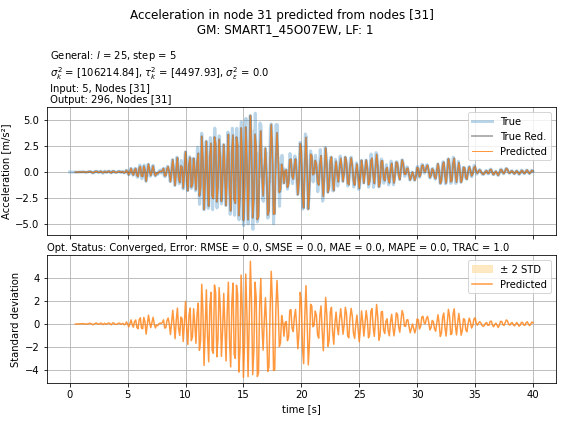 Acceleration in node 31 predicted from nodes [31]
GM: SMART1_45O07EW, LF: 1
General: l = 25, step = 5
σ²ₖ = [106214.84], τ²ₖ = [4497.93], σ²ε = 0.0
Input: 5, Nodes [31]
Output: 296, Nodes [31]
Acceleration [m/s²]
5.0
2.5
0.0
−2.5
−5.0
True
True Red.
Predicted
Opt. Status: Converged, Error: RMSE = 0.0, SMSE = 0.0, MAE = 0.0, MAPE = 0.0, TRAC = 1.0
Standard deviation
4
2
0
−2
−4
± 2 STD
Predicted
0 5 10 15 20 25 30 35 40
time [s]